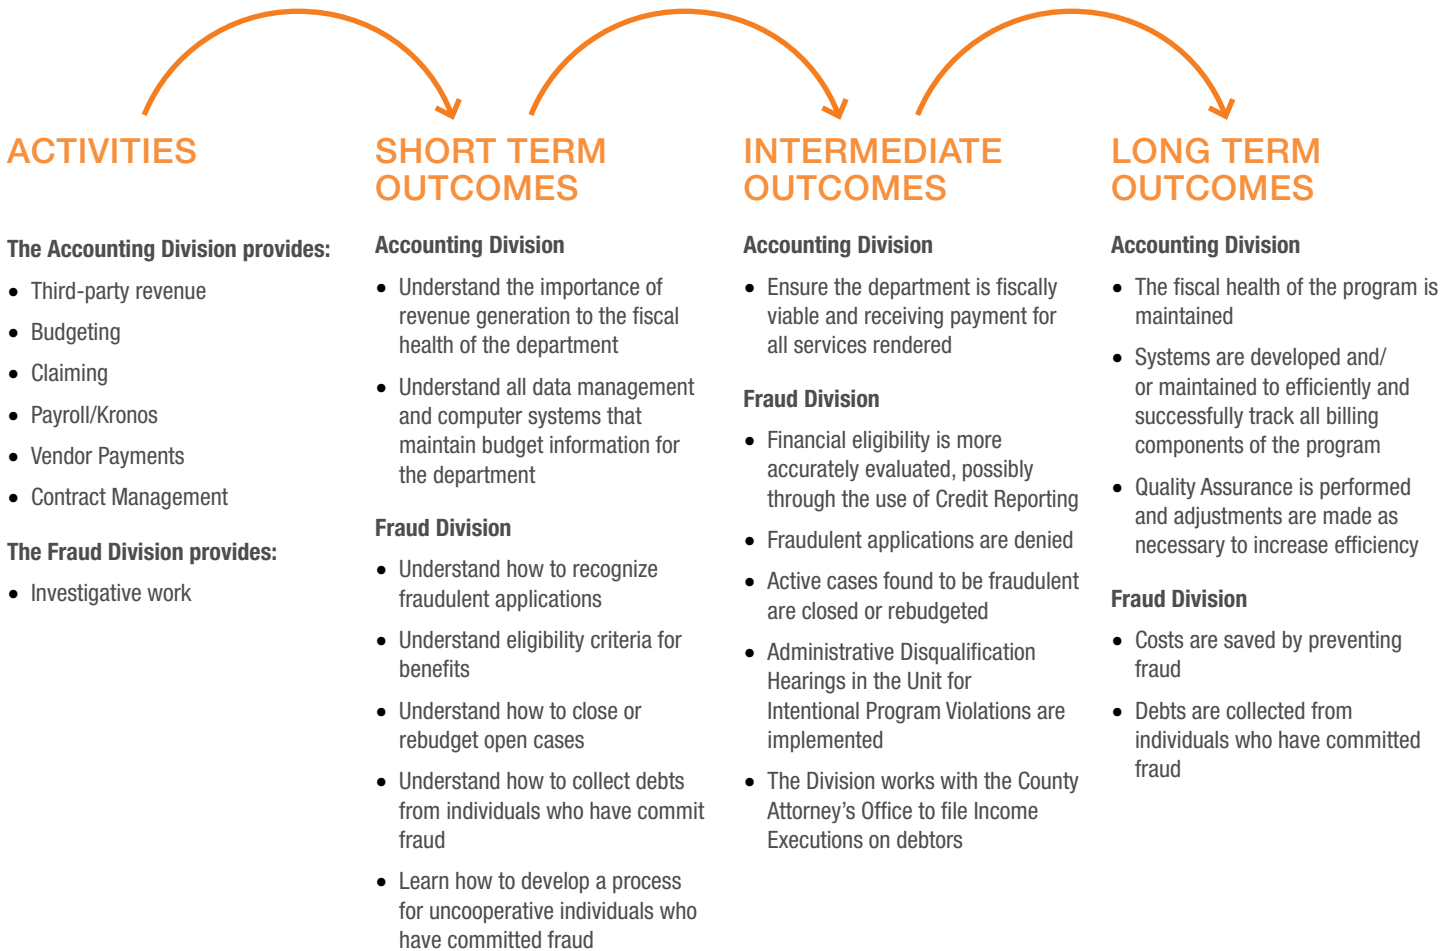 ACTIVITIES
The Accounting Division provides:
• Third-party revenue
• Budgeting
• Claiming
• Payroll/Kronos
• Vendor Payments
• Contract Management
The Fraud Division provides:
• Investigative work
SHORT TERM
OUTCOMES
Accounting Division
• Understand the importance of
revenue generation to the fiscal
health of the department
• Understand all data management
and computer systems that
maintain budget information for
the department
Fraud Division
• Understand how to recognize
fraudulent applications
• Understand eligibility criteria for
benefits
• Understand how to close or
rebudget open cases
• Understand how to collect debts
from individuals who have commit
fraud
• Learn how to develop a process
for uncooperative individuals who
have committed fraud
INTERMEDIATE
OUTCOMES
Accounting Division
• Ensure the department is fiscally
viable and receiving payment for
all services rendered
Fraud Division
• Financial eligibility is more
accurately evaluated, possibly
through the use of Credit Reporting
• Fraudulent applications are denied
• Active cases found to be fraudulent
are closed or rebudgeted
• Administrative Disqualification
Hearings in the Unit for
Intentional Program Violations are
implemented
• The Division works with the County
Attorney’s Office to file Income
Executions on debtors
LONG TERM
OUTCOMES
Accounting Division
• The fiscal health of the program is
maintained
• Systems are developed and/
or maintained to efficiently and
successfully track all billing
components of the program
• Quality Assurance is performed
and adjustments are made as
necessary to increase efficiency
Fraud Division
• Costs are saved by preventing
fraud
• Debts are collected from
individuals who have committed
fraud